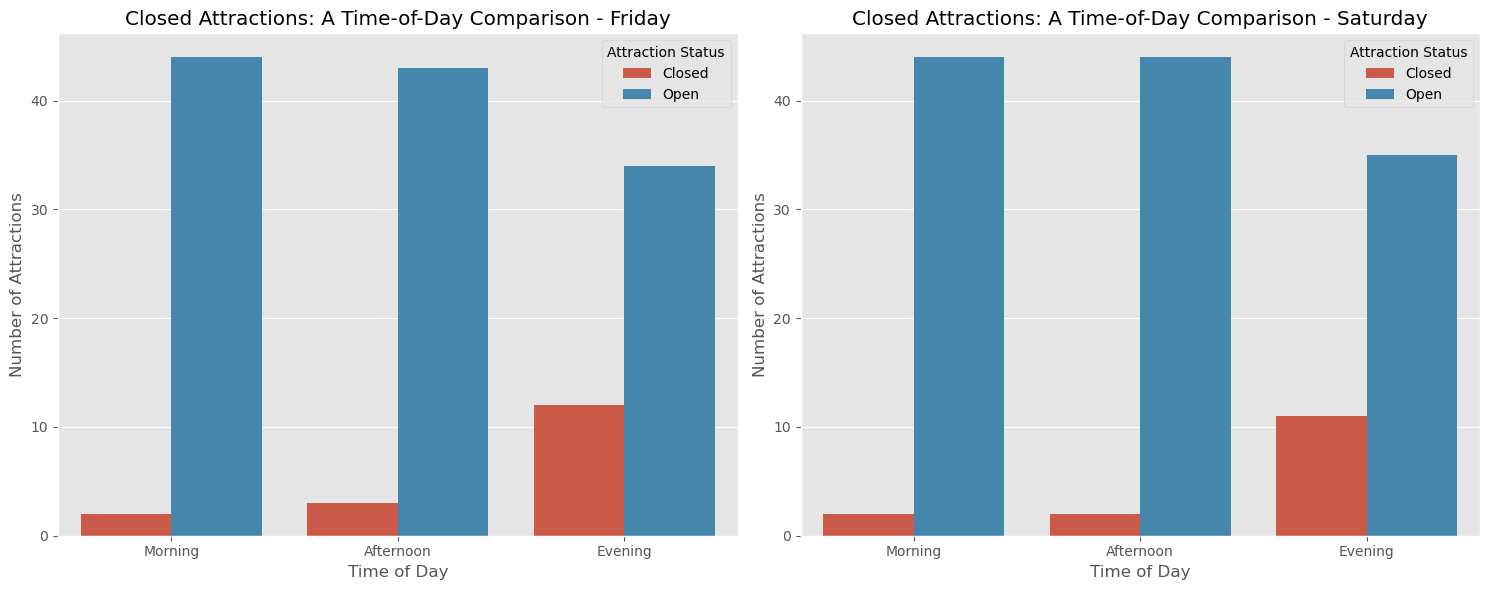 Closed Attractions: A Time-of-Day Comparison - Friday
Attraction Status
Closed
Open
Number of Attractions
40
30
20
10
0
Morning
Afternoon
Evening
Time of Day
Closed Attractions: A Time-of-Day Comparison - Saturday
Attraction Status
Closed
Open
Number of Attractions
40
30
20
10
0
Morning
Afternoon
Evening
Time of Day